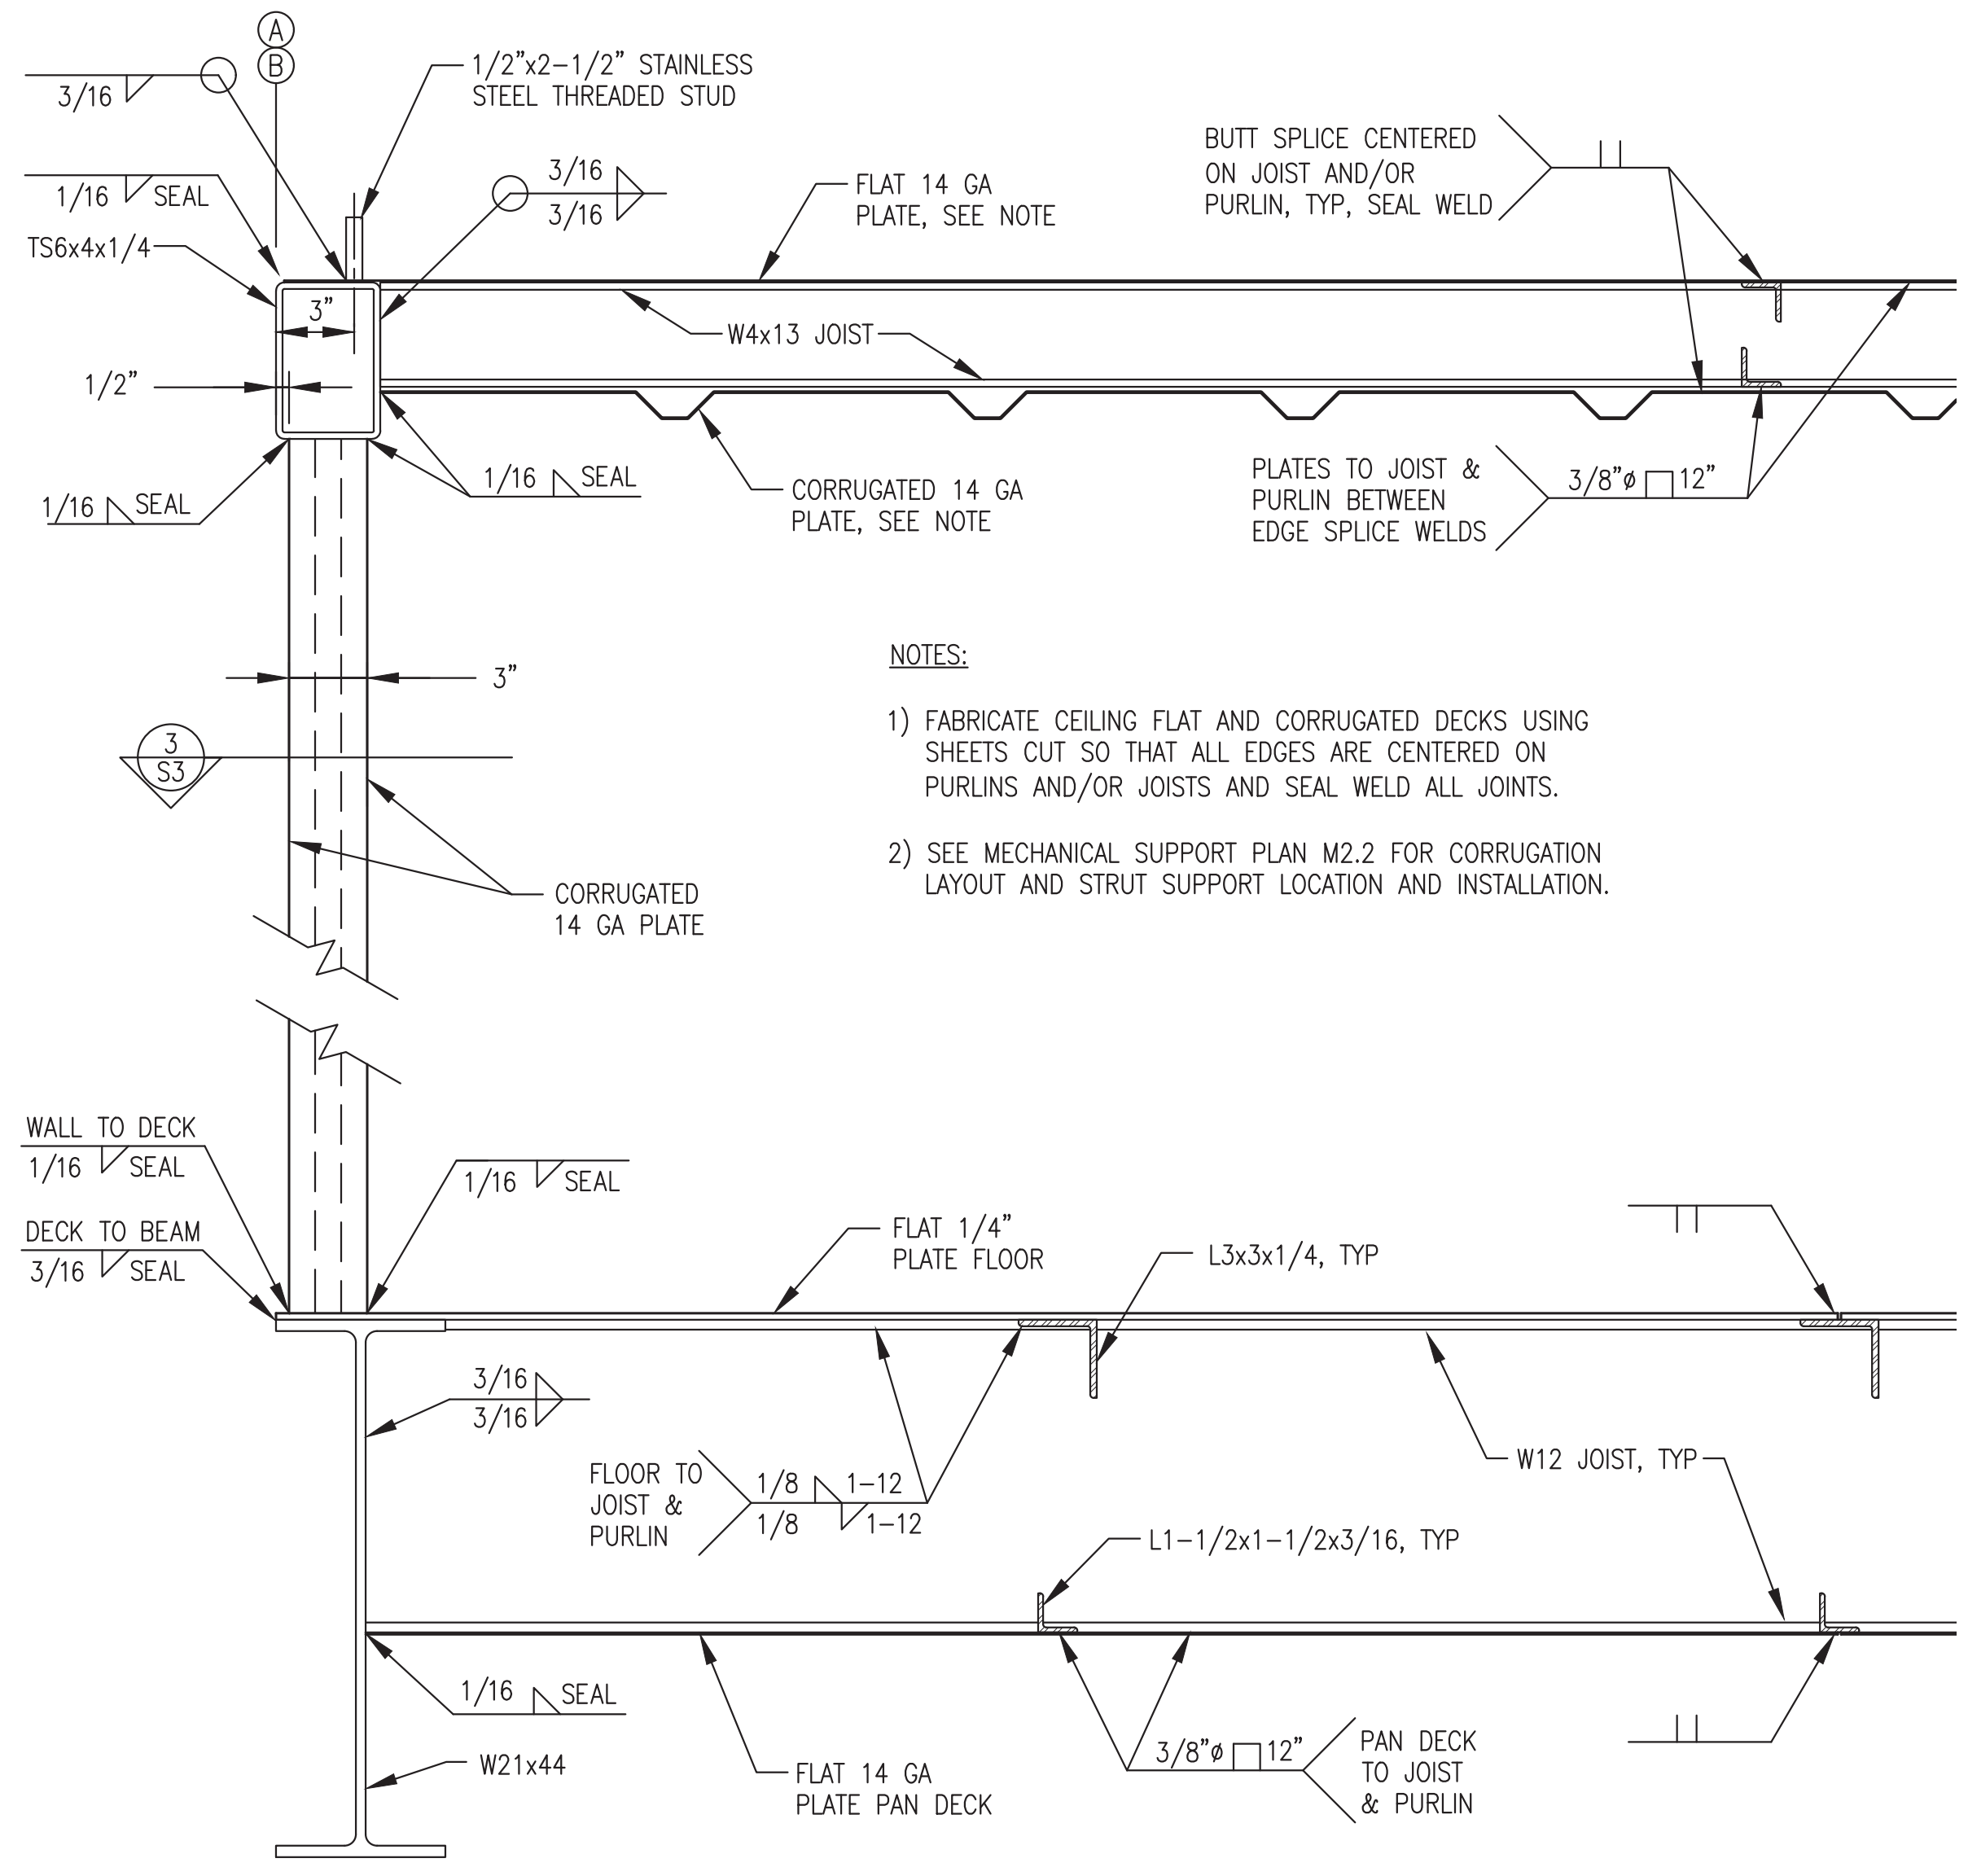 A
B
3/16
1/2”x2-1/2” STAINLESS
STEEL THREADED STUD
1/16 SEAL
3/16
3/16
FLAT 14 GA
PLATE, SEE NOTE
BUTT SPLICE CENTERED
ON JOIST AND/OR
PURLIN, TYP, SEAL WELD
TS6x4x1/4
3”
W4x13 JOIST
1/2”
1/16 SEAL
1/16 SEAL
CORRUGATED 14 GA
PLATE, SEE NOTE
PLATES TO JOIST &
PURLIN BETWEEN
EDGE SPLICE WELDS
3/8”ø 12”
3”
3
S3
NOTES:
1) FABRICATE CEILING FLAT AND CORRUGATED DECKS USING
SHEETS CUT SO THAT ALL EDGES ARE CENTERED ON
PURLINS AND/OR JOISTS AND SEAL WELD ALL JOINTS.
2) SEE MECHANICAL SUPPORT PLAN M2.2 FOR CORRUGATION
LAYOUT AND STRUT SUPPORT LOCATION AND INSTALLATION.
CORRUGATED
14 GA PLATE
WALL TO DECK
1/16 SEAL
1/16 SEAL
DECK TO BEAM
3/16 SEAL
FLAT 1/4”
PLATE FLOOR
L3x3x1/4, TYP
3/16
3/16
FLOOR TO
JOIST &
PURLIN
1/8 1-12
1/8 1-12
W12 JOIST, TYP
L1-1/2x1-1/2x3/16, TYP
1/16 SEAL
W21x44
FLAT 14 GA
PLATE PAN DECK
3/8”ø 12”
PAN DECK
TO JOIST
& PURLIN